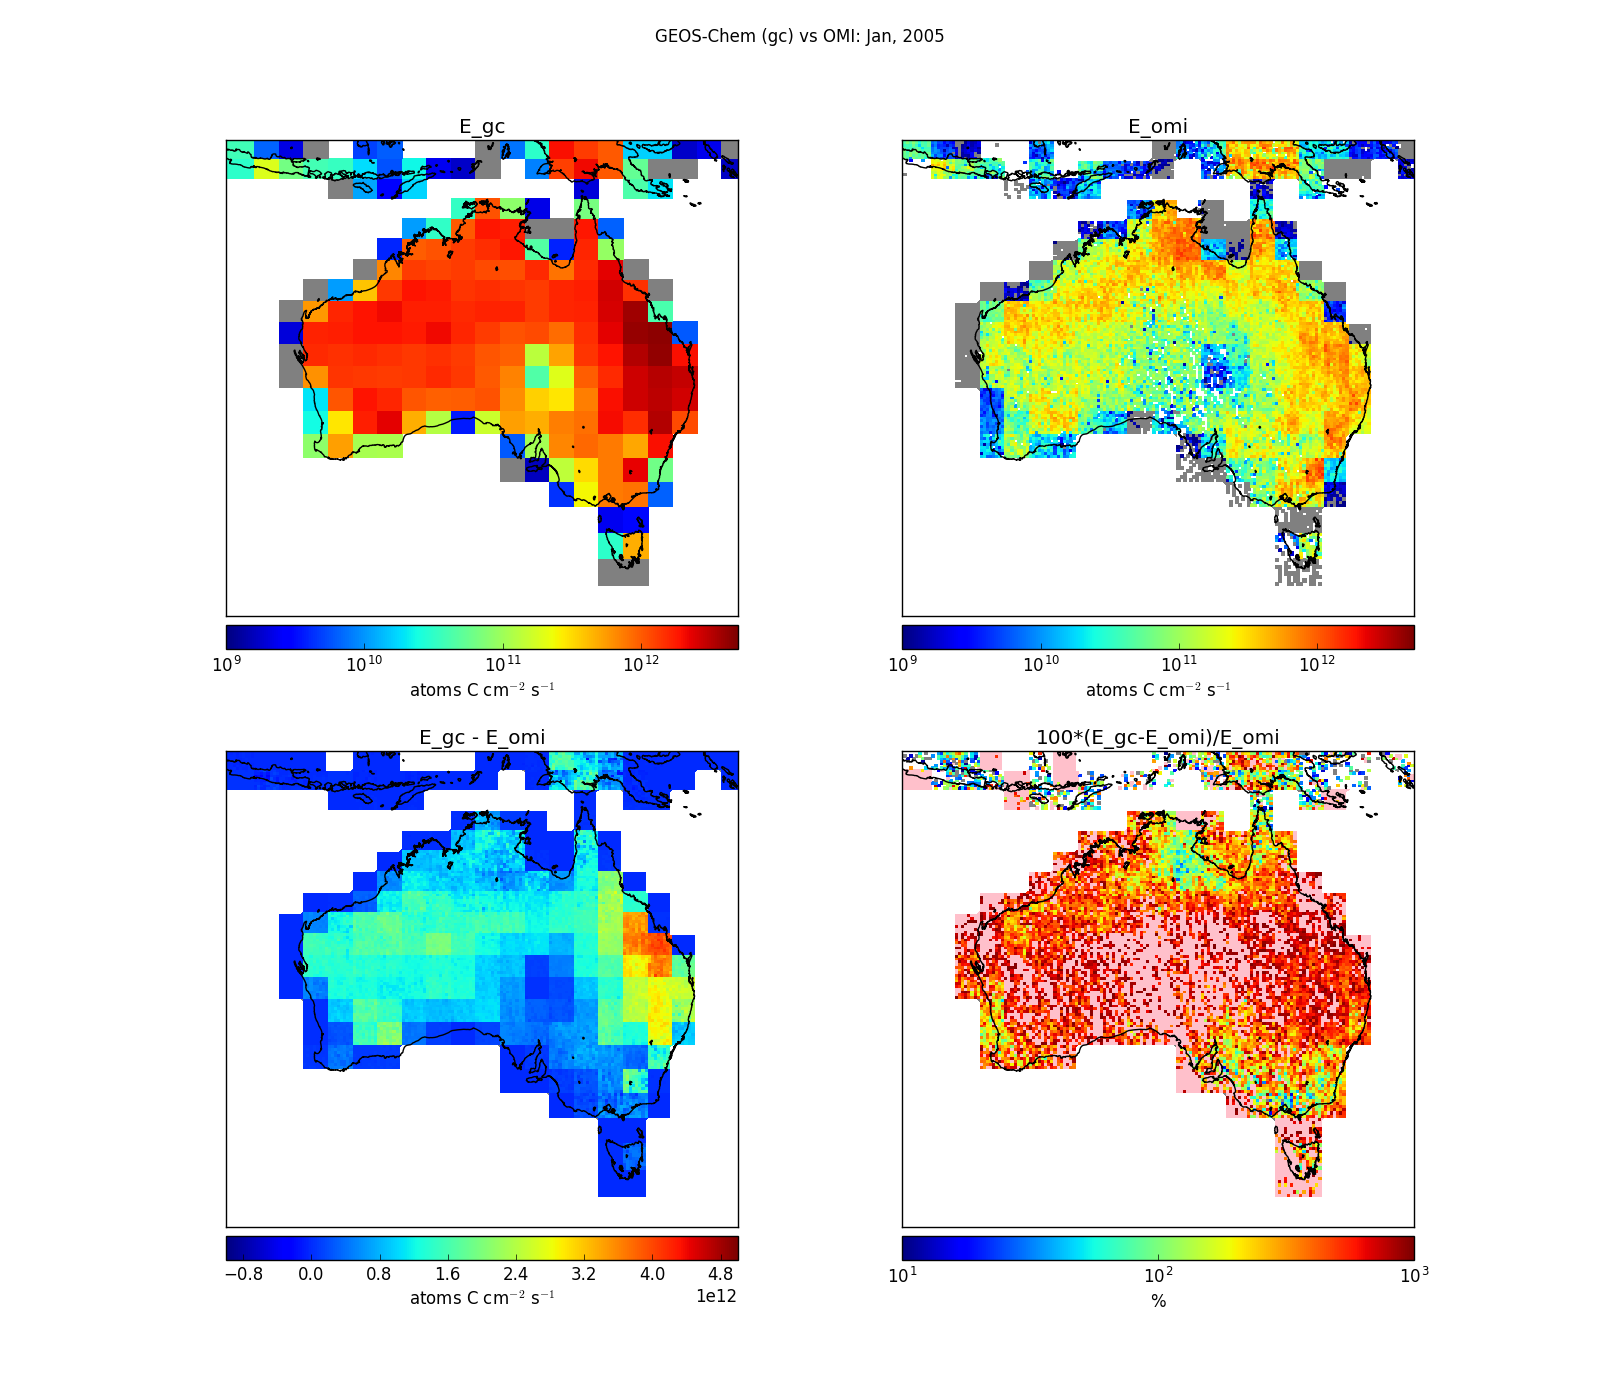 GEOS-Chem (gc) vs OMI: Jan, 2005
E_gc
E_omi
10⁹ 10¹⁰ 10¹¹ 10¹²
atoms C cm⁻² s⁻¹
10⁹ 10¹⁰ 10¹¹ 10¹²
atoms C cm⁻² s⁻¹
E_gc - E_omi
100*(E_gc-E_omi)/E_omi
−0.8 0.0 0.8 1.6 2.4 3.2 4.0 4.8
1e12
atoms C cm⁻² s⁻¹
10¹ 10² 10³
%